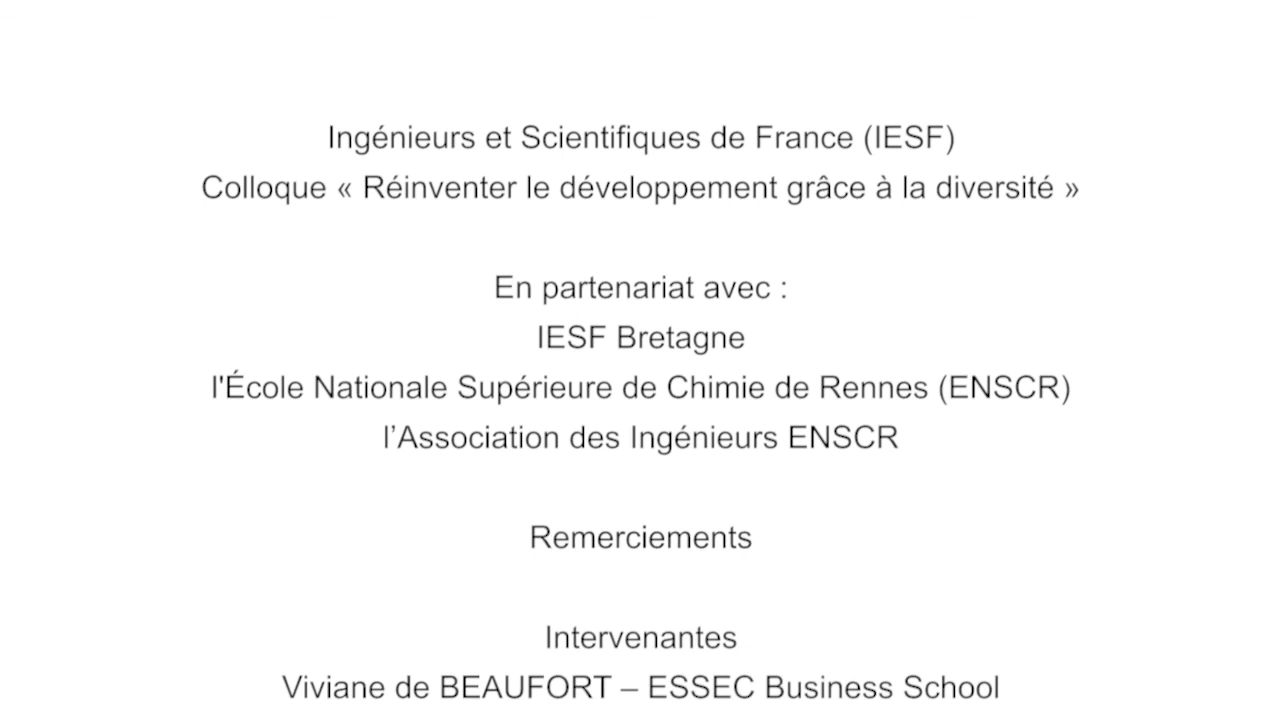 Ingénieurs et Scientifiques de France (IESF)
Colloque « Réinventer le développement grâce à la diversité »
En partenariat avec :
IESF Bretagne
l'École Nationale Supérieure de Chimie de Rennes (ENSCR)
l’Association des Ingénieurs ENSCR
Remerciements
Intervenantes
Viviane de BEAUFORT – ESSEC Business School